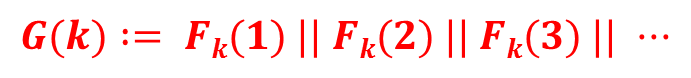 G(k) := F_k(1) || F_k(2) || F_k(3) || ⋯